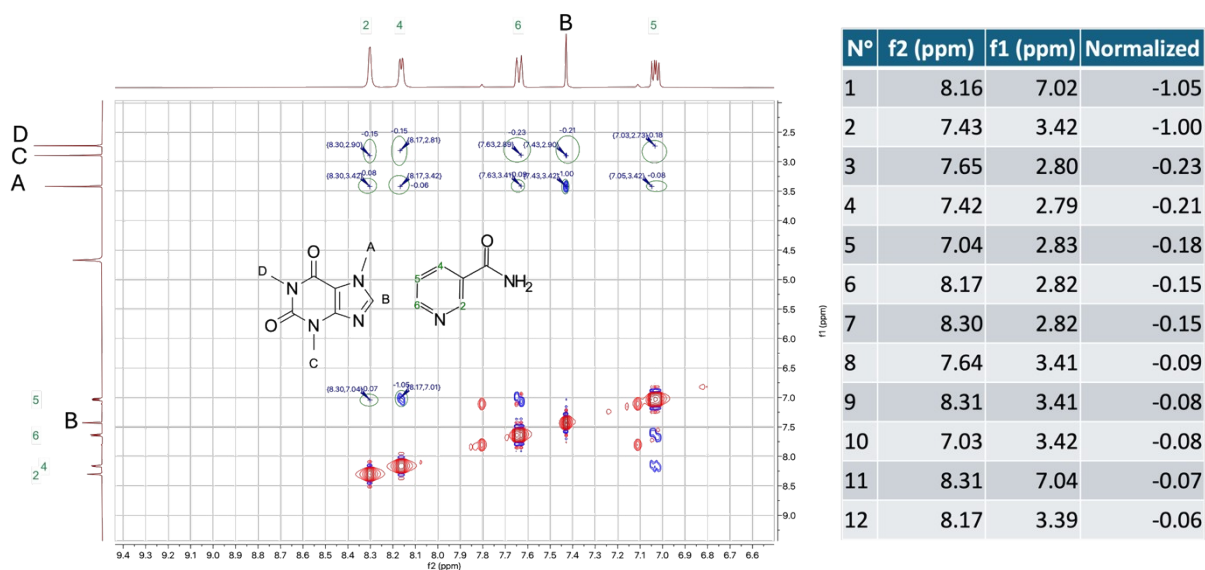 2 4 6 B 5
D
C
A
5
B
6
4
2
-0.15 -0.15 -0.23 -0.21
{8.30,2.90} {8.17,2.81} {7.63,2.89} {7.43,2.90} {7.03,2.73} -0.18
{8.30,3.42} 0.08 {8.17,3.42} {7.63,3.41} 0.09 {7.43,3.42} -1.00 {7.05,3.42} -0.08
-0.06
{8.30,7.04} 0.07 -1.05 {8.17,7.01}
A
D
O
N
N
B
O
N
N
C
O
4
5
NH2
6
2
N
2.5
3.0
3.5
4.0
4.5
5.0
5.5
6.0
6.5
7.0
7.5
8.0
8.5
9.0
f1 (ppm)
9.4 9.3 9.2 9.1 9.0 8.9 8.8 8.7 8.6 8.5 8.4 8.3 8.2 8.1 8.0 7.9 7.8 7.7 7.6 7.5 7.4 7.3 7.2 7.1 7.0 6.9 6.8 6.7 6.6
f2 (ppm)
N° f2 (ppm) f1 (ppm) Normalized
1 8.16 7.02 -1.05
2 7.43 3.42 -1.00
3 7.65 2.80 -0.23
4 7.42 2.79 -0.21
5 7.04 2.83 -0.18
6 8.17 2.82 -0.15
7 8.30 2.82 -0.15
8 7.64 3.41 -0.09
9 8.31 3.41 -0.08
10 7.03 3.42 -0.08
11 8.31 7.04 -0.07
12 8.17 3.39 -0.06